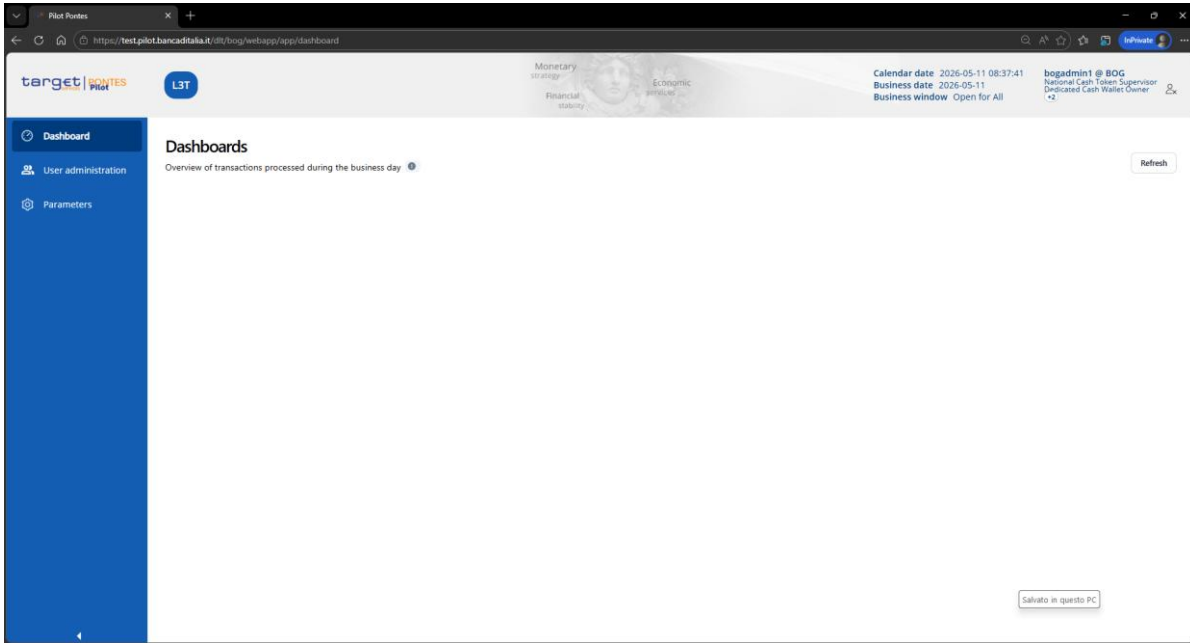 Pilot Pontes
https://test.pilot.bancaditalia.it/dlt/bog/webapp/app/dashboard
InPrivate
target | PONTES
services Pilot
L3T
Monetary
strategy
Economic
services
Financial
stability
Calendar date 2026-05-11 08:37:41
Business date 2026-05-11
Business window Open for All
bogadmin1 @ BOG
National Cash Token Supervisor
Dedicated Cash Wallet Owner
+2
Dashboard
User administration
Parameters
Dashboards
Overview of transactions processed during the business day
Refresh
Salvato in questo PC